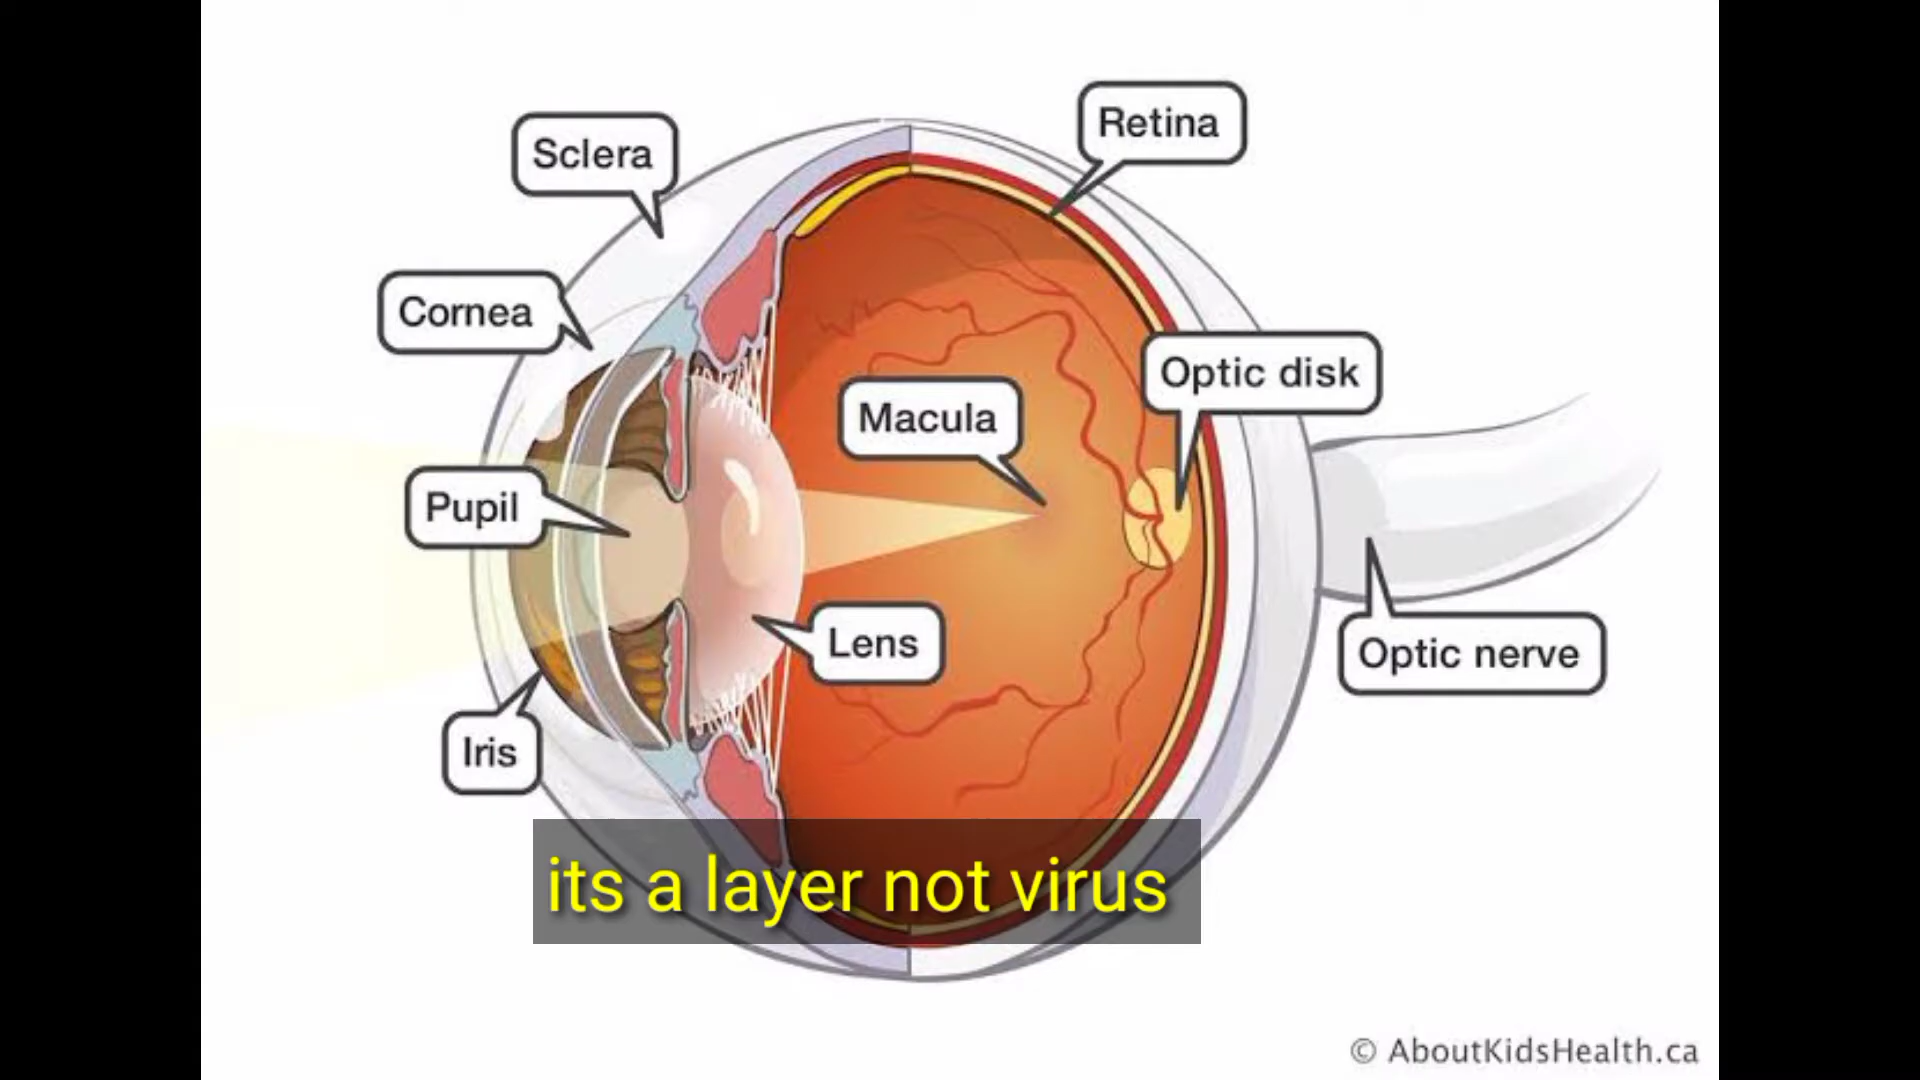 Retina
Sclera
Cornea
Optic disk
Macula
Pupil
Lens
Optic nerve
Iris
its a layer not virus
© AboutKidsHealth.ca